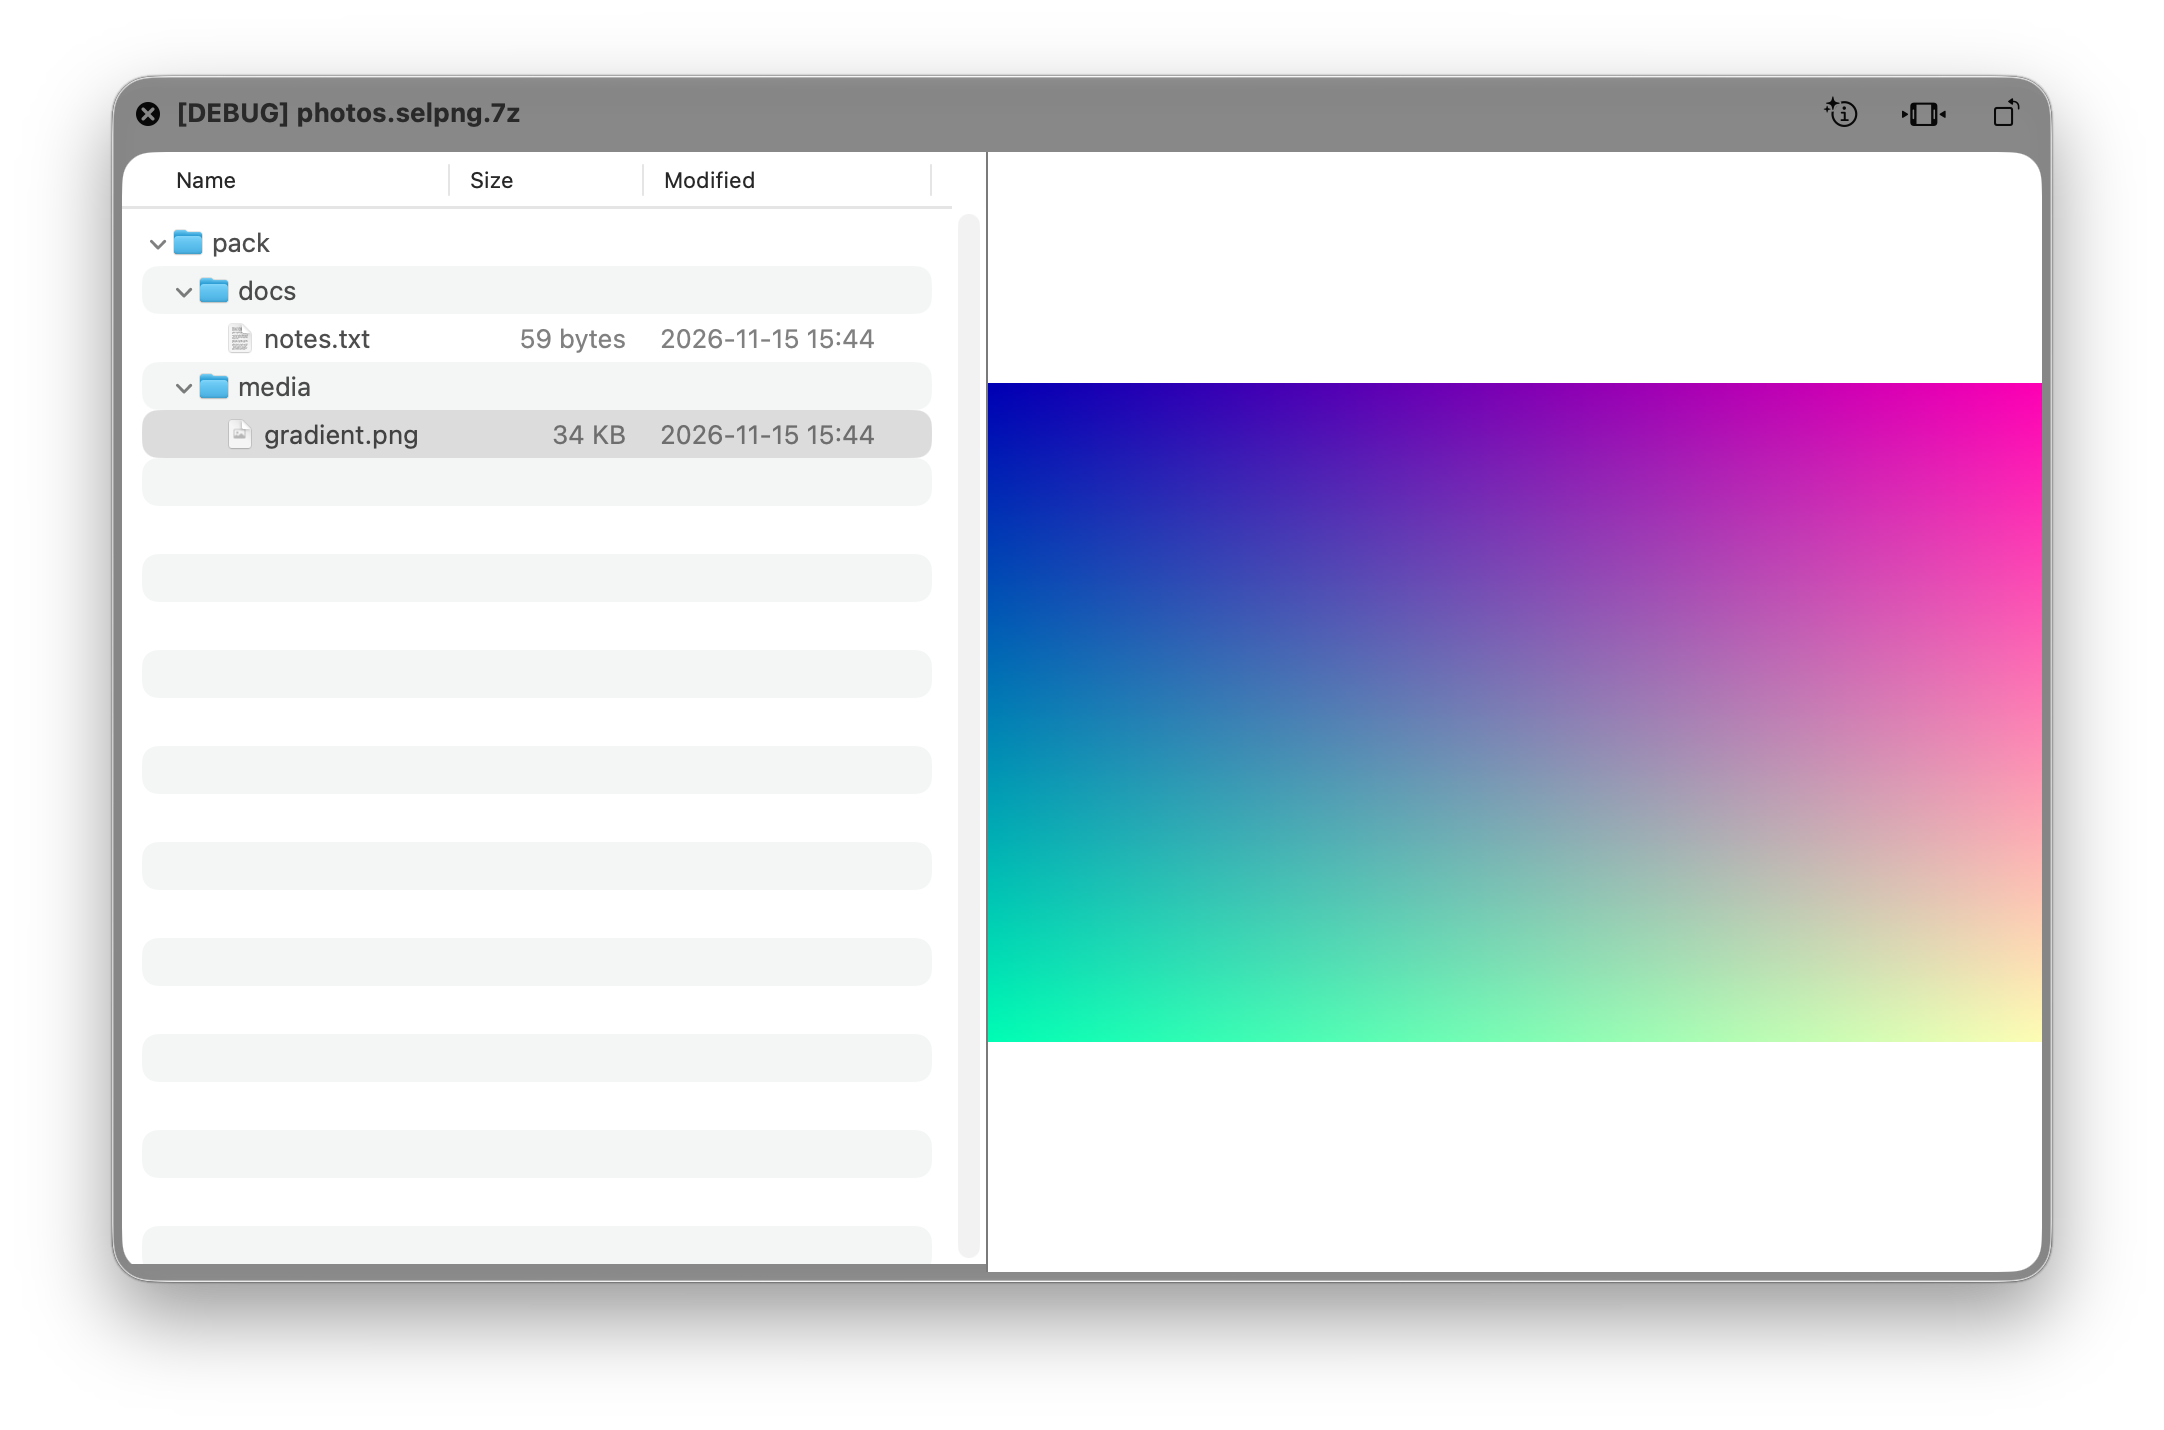 [DEBUG] photos.selpng.7z
Name Size Modified
pack
docs
notes.txt 59 bytes 2026-11-15 15:44
media
gradient.png 34 KB 2026-11-15 15:44